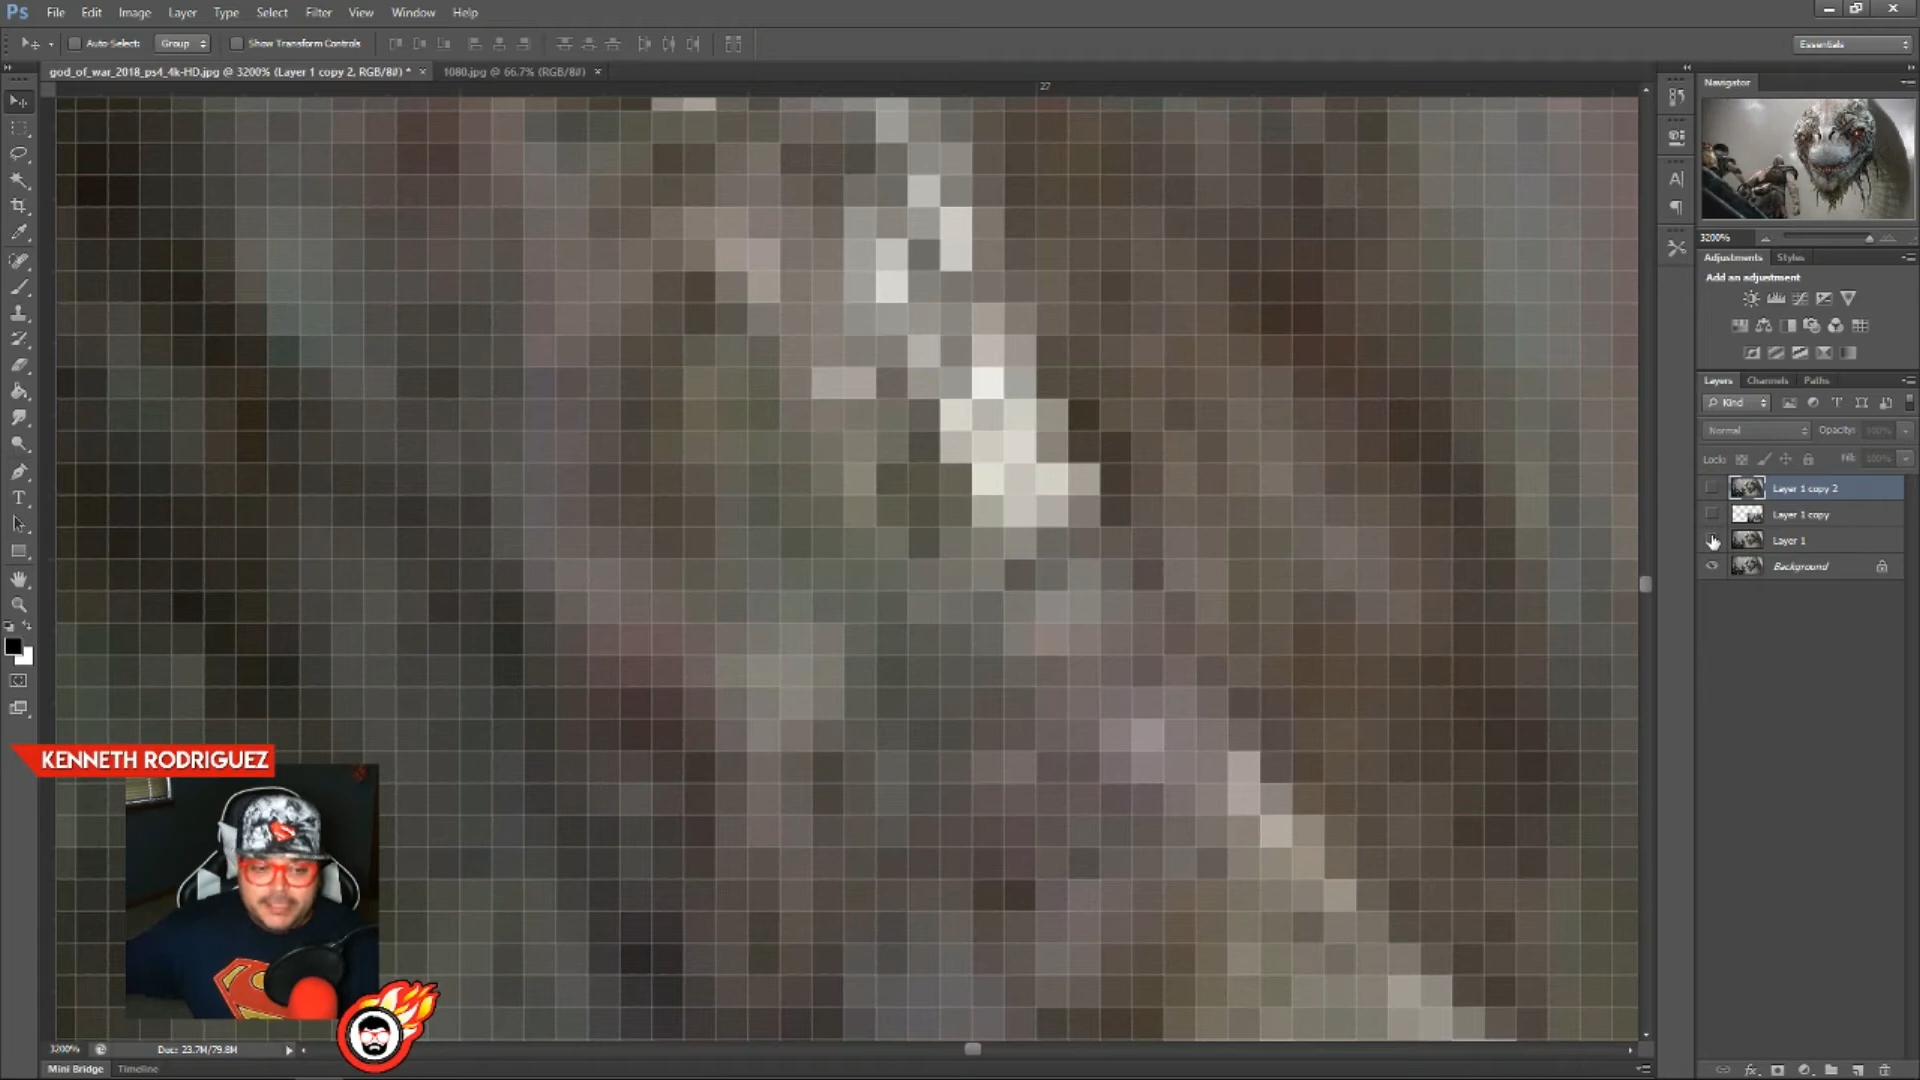 Ps File Edit Image Layer Type Select Filter View Window Help
Auto-Select: Group Show Transform Controls Essentials
god_of_war_2018_ps4_4k-HD.jpg @ 3200% (Layer 1 copy 2, RGB/8#) * × 1080.jpg @ 66.7% (RGB/8#) ×
27
Navigator
3200%
Adjustments Styles
Add an adjustment
Layers Channels Paths
Kind
Normal Opacity: 100%
Lock: Fill: 100%
Layer 1 copy 2
Layer 1 copy
Layer 1
Background
KENNETH RODRIGUEZ
3200% Doc: 23.7M/79.8M
Mini Bridge Timeline